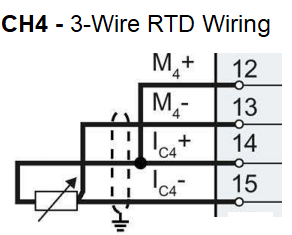 CH4 - 3-Wire RTD Wiring
M4+ 12
M4- 13
IC4+ 14
IC4- 15